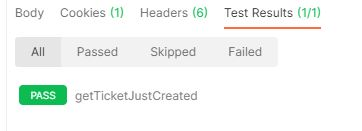 Body Cookies (1) Headers (6) Test Results (1/1)
All Passed Skipped Failed
PASS getTicketJustCreated